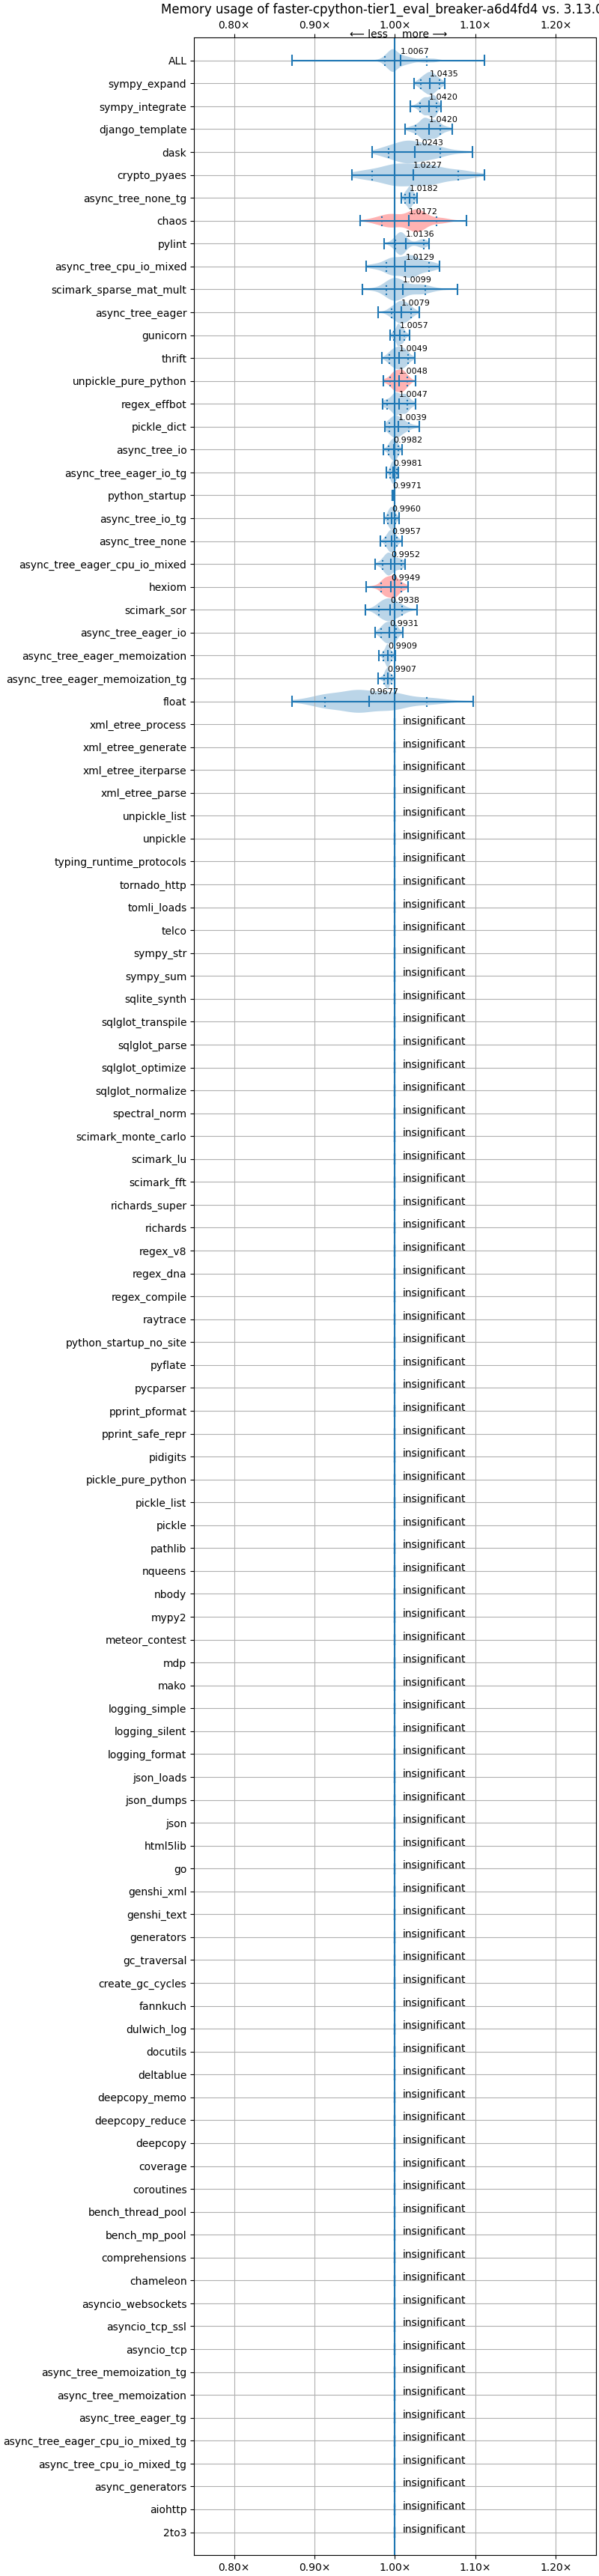 Memory usage of faster-cpython-tier1_eval_breaker-a6d4fd4 vs. 3.13.0
0.80× 0.90× 1.00× 1.10× 1.20×
⟵ less more ⟶
ALL 1.0067
sympy_expand 1.0435
sympy_integrate 1.0420
django_template 1.0420
dask 1.0243
crypto_pyaes 1.0227
async_tree_none_tg 1.0182
chaos 1.0172
pylint 1.0136
async_tree_cpu_io_mixed 1.0129
scimark_sparse_mat_mult 1.0099
async_tree_eager 1.0079
gunicorn 1.0057
thrift 1.0049
unpickle_pure_python 1.0048
regex_effbot 1.0047
pickle_dict 1.0039
async_tree_io 0.9982
async_tree_eager_io_tg 0.9981
python_startup 0.9971
async_tree_io_tg 0.9960
async_tree_none 0.9957
async_tree_eager_cpu_io_mixed 0.9952
hexiom 0.9949
scimark_sor 0.9938
async_tree_eager_io 0.9931
async_tree_eager_memoization 0.9909
async_tree_eager_memoization_tg 0.9907
float 0.9677
xml_etree_process insignificant
xml_etree_generate insignificant
xml_etree_iterparse insignificant
xml_etree_parse insignificant
unpickle_list insignificant
unpickle insignificant
typing_runtime_protocols insignificant
tornado_http insignificant
tomli_loads insignificant
telco insignificant
sympy_str insignificant
sympy_sum insignificant
sqlite_synth insignificant
sqlglot_transpile insignificant
sqlglot_parse insignificant
sqlglot_optimize insignificant
sqlglot_normalize insignificant
spectral_norm insignificant
scimark_monte_carlo insignificant
scimark_lu insignificant
scimark_fft insignificant
richards_super insignificant
richards insignificant
regex_v8 insignificant
regex_dna insignificant
regex_compile insignificant
raytrace insignificant
python_startup_no_site insignificant
pyflate insignificant
pycparser insignificant
pprint_pformat insignificant
pprint_safe_repr insignificant
pidigits insignificant
pickle_pure_python insignificant
pickle_list insignificant
pickle insignificant
pathlib insignificant
nqueens insignificant
nbody insignificant
mypy2 insignificant
meteor_contest insignificant
mdp insignificant
mako insignificant
logging_simple insignificant
logging_silent insignificant
logging_format insignificant
json_loads insignificant
json_dumps insignificant
json insignificant
html5lib insignificant
go insignificant
genshi_xml insignificant
genshi_text insignificant
generators insignificant
gc_traversal insignificant
create_gc_cycles insignificant
fannkuch insignificant
dulwich_log insignificant
docutils insignificant
deltablue insignificant
deepcopy_memo insignificant
deepcopy_reduce insignificant
deepcopy insignificant
coverage insignificant
coroutines insignificant
bench_thread_pool insignificant
bench_mp_pool insignificant
comprehensions insignificant
chameleon insignificant
asyncio_websockets insignificant
asyncio_tcp_ssl insignificant
asyncio_tcp insignificant
async_tree_memoization_tg insignificant
async_tree_memoization insignificant
async_tree_eager_tg insignificant
async_tree_eager_cpu_io_mixed_tg insignificant
async_tree_cpu_io_mixed_tg insignificant
async_generators insignificant
aiohttp insignificant
2to3 insignificant
0.80× 0.90× 1.00× 1.10× 1.20×